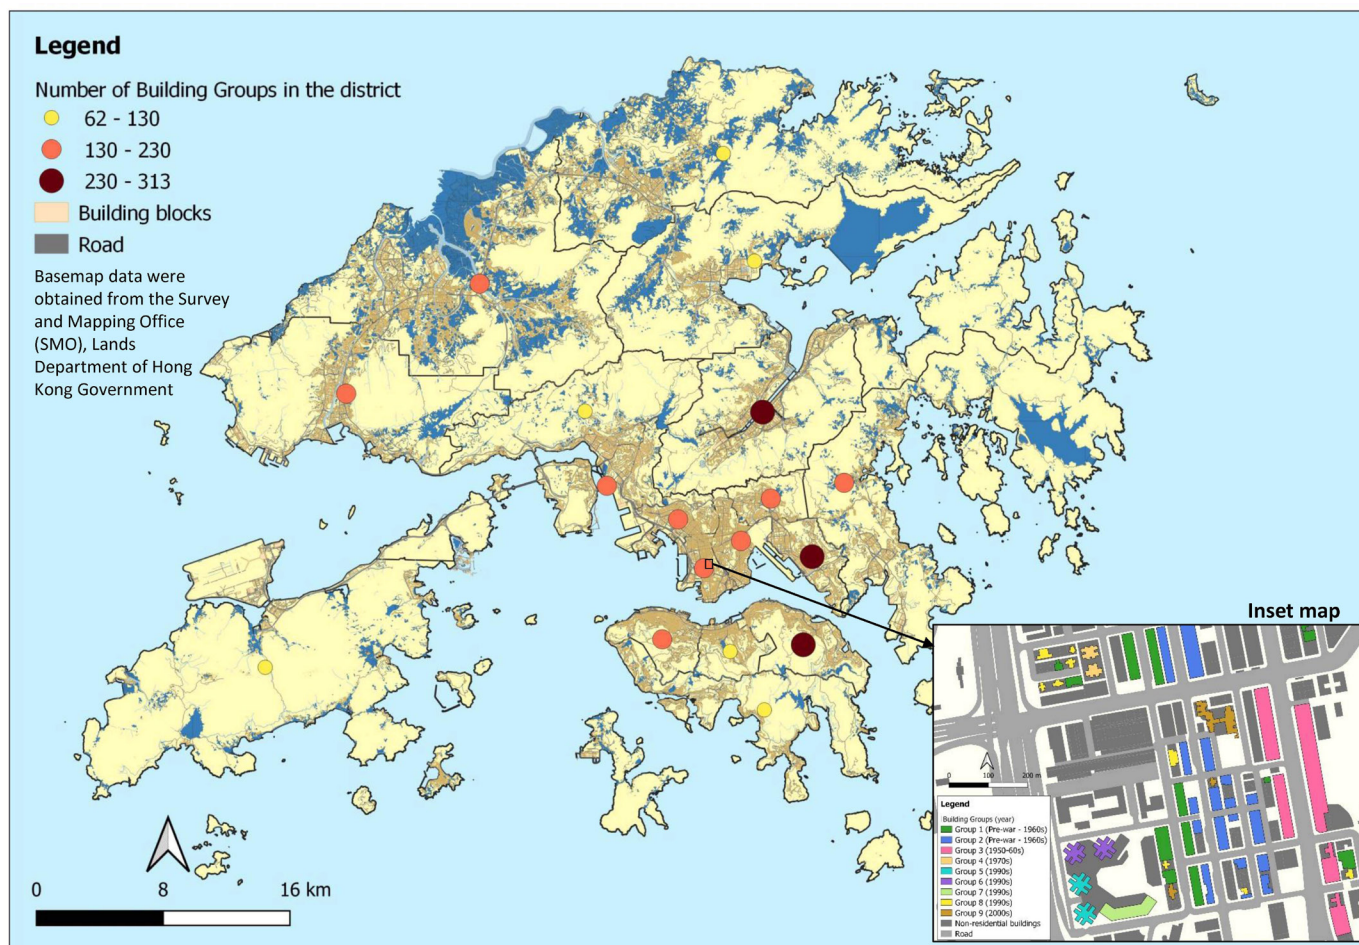 Legend
Number of Building Groups in the district
62 - 130
130 - 230
230 - 313
Building blocks
Road
Basemap data were
obtained from the Survey
and Mapping Office
(SMO), Lands
Department of Hong
Kong Government
0 8 16 km
Inset map
0 100 200 m
Legend
Building Groups (year)
Group 1 (Pre-war - 1960s)
Group 2 (Pre-war - 1960s)
Group 3 (1950-60s)
Group 4 (1970s)
Group 5 (1990s)
Group 6 (1990s)
Group 7 (1990s)
Group 8 (1990s)
Group 9 (2000s)
Non-residential buildings
Road